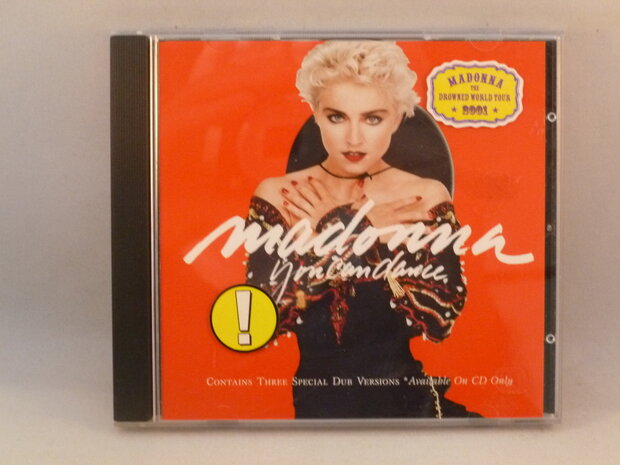 MADONNA
THE
DROWNED WORLD TOUR
★ 2001 ★
madonna
you can dance.
!
CONTAINS THREE SPECIAL DUB VERSIONS *Available On CD Only